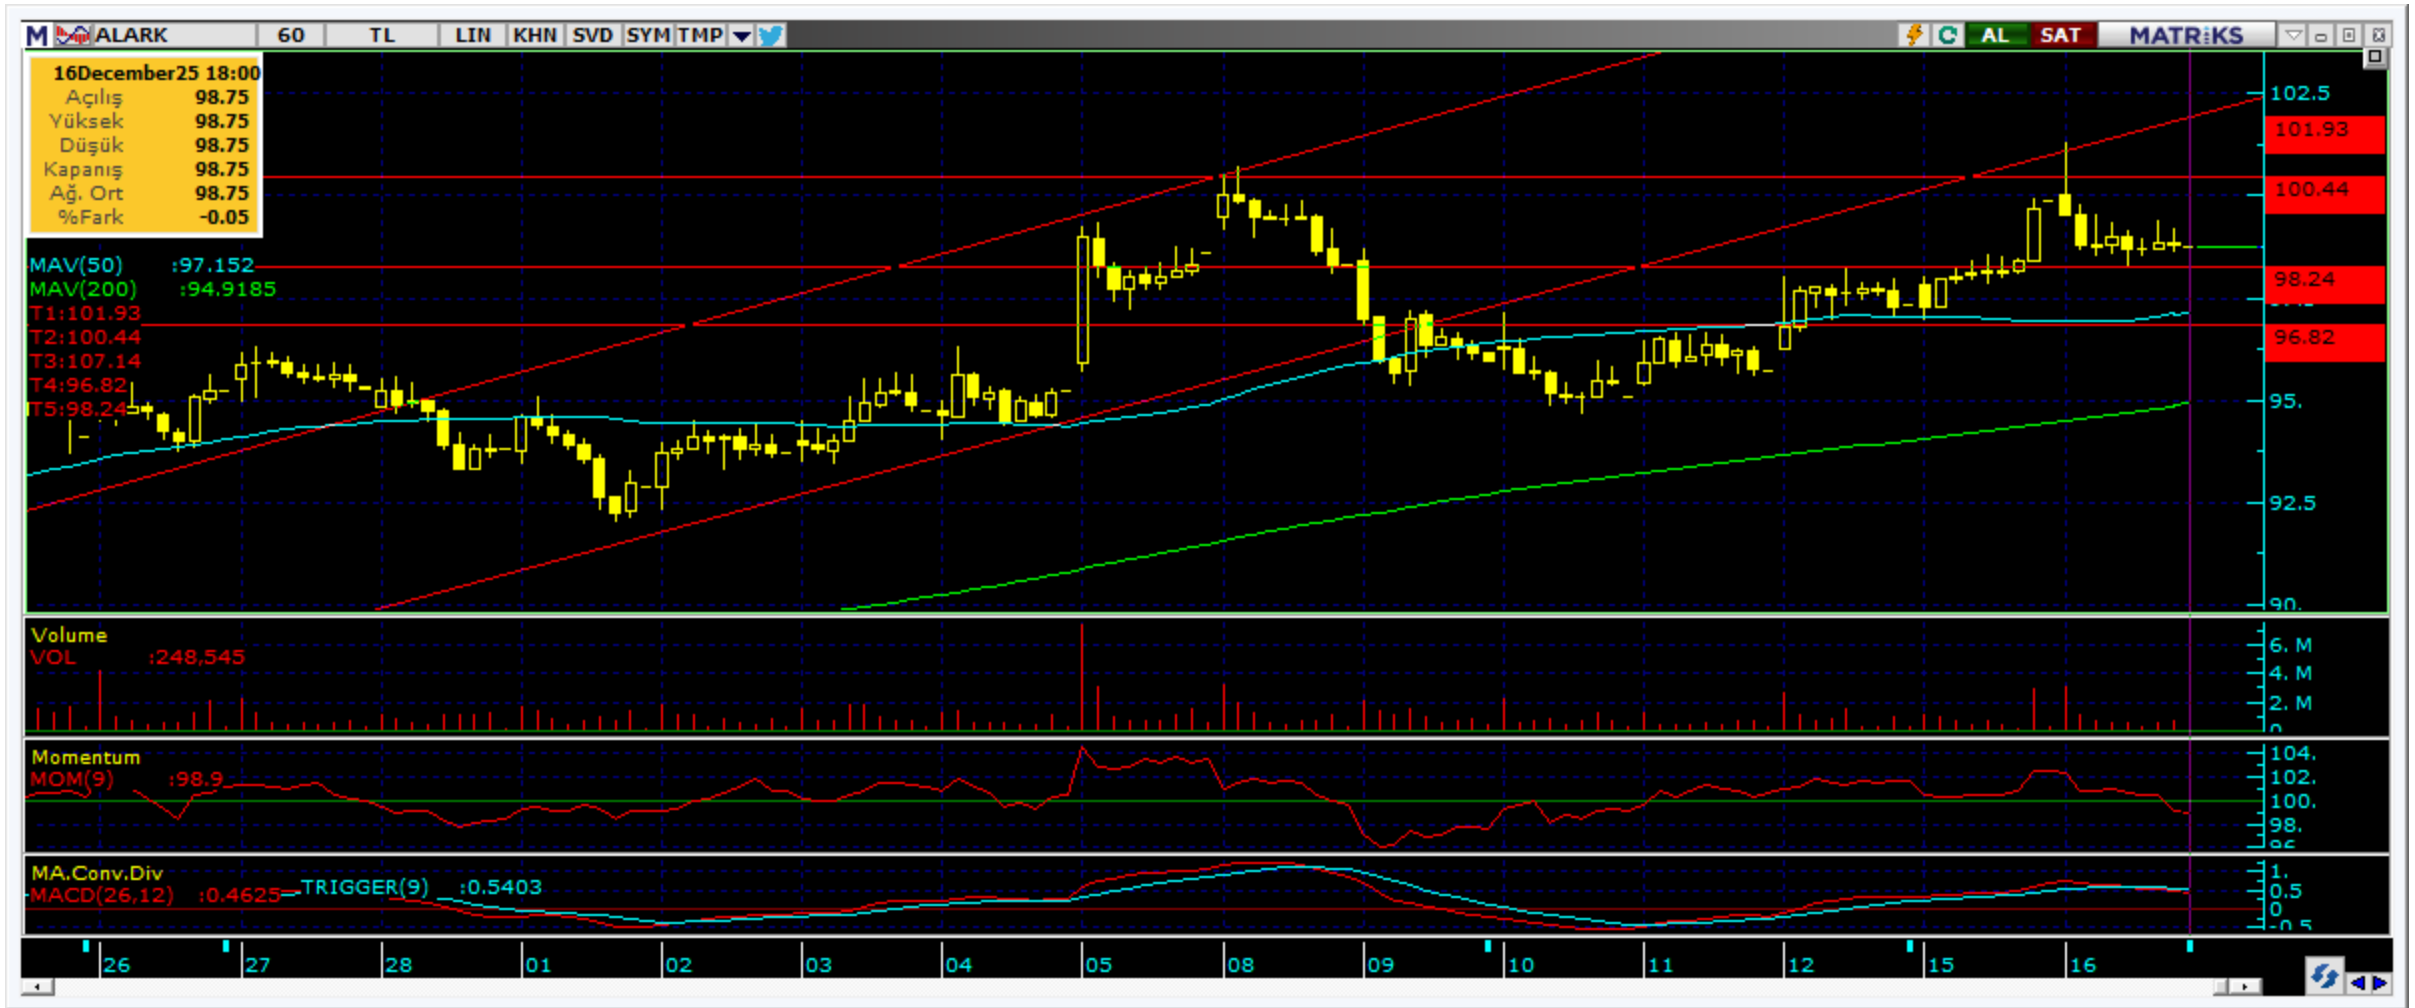 M ALARK 60 TL LIN KHN SVD SYM TMP AL SAT MATRiKS
16December25 18:00
Açılış 98.75
Yüksek 98.75
Düşük 98.75
Kapanış 98.75
Ağ. Ort 98.75
%Fark -0.05
MAV(50) :97.152
MAV(200) :94.9185
T1:101.93
T2:100.44
T3:107.14
T4:96.82
T5:98.24
102.5
101.93
100.44
98.24
96.82
95.
92.5
90.
Volume
VOL :248,545
6. M
4. M
2. M
0
Momentum
MOM(9) :98.9
104.
102.
100.
98.
96
MA.Conv.Div
MACD(26,12) :0.4625 TRIGGER(9) :0.5403
1.
0.5
0
-0.5
26 27 28 01 02 03 04 05 08 09 10 11 12 15 16